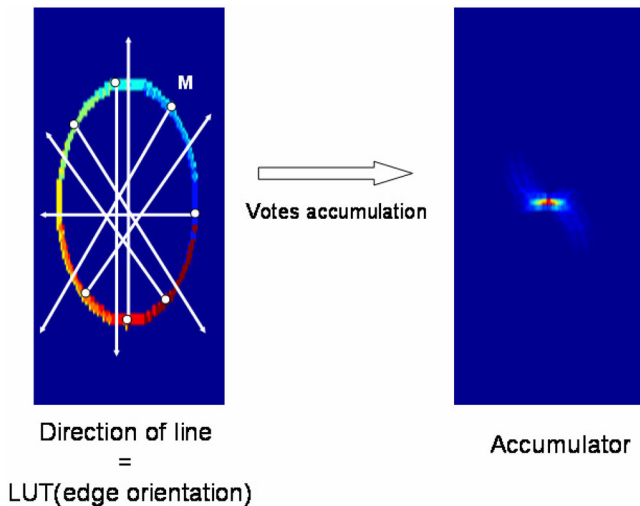 M
Votes accumulation
Direction of line
=
LUT(edge orientation)
Accumulator